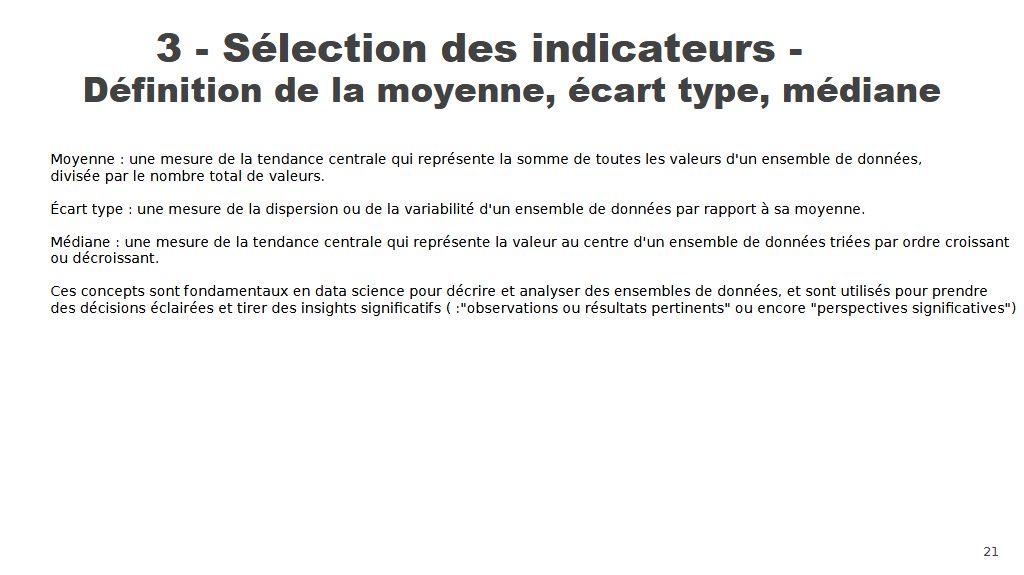 3 - Sélection des indicateurs -
Définition de la moyenne, écart type, médiane
Moyenne : une mesure de la tendance centrale qui représente la somme de toutes les valeurs d'un ensemble de données,
divisée par le nombre total de valeurs.
Écart type : une mesure de la dispersion ou de la variabilité d'un ensemble de données par rapport à sa moyenne.
Médiane : une mesure de la tendance centrale qui représente la valeur au centre d'un ensemble de données triées par ordre croissant
ou décroissant.
Ces concepts sont fondamentaux en data science pour décrire et analyser des ensembles de données, et sont utilisés pour prendre
des décisions éclairées et tirer des insights significatifs ( :"observations ou résultats pertinents" ou encore "perspectives significatives")
21